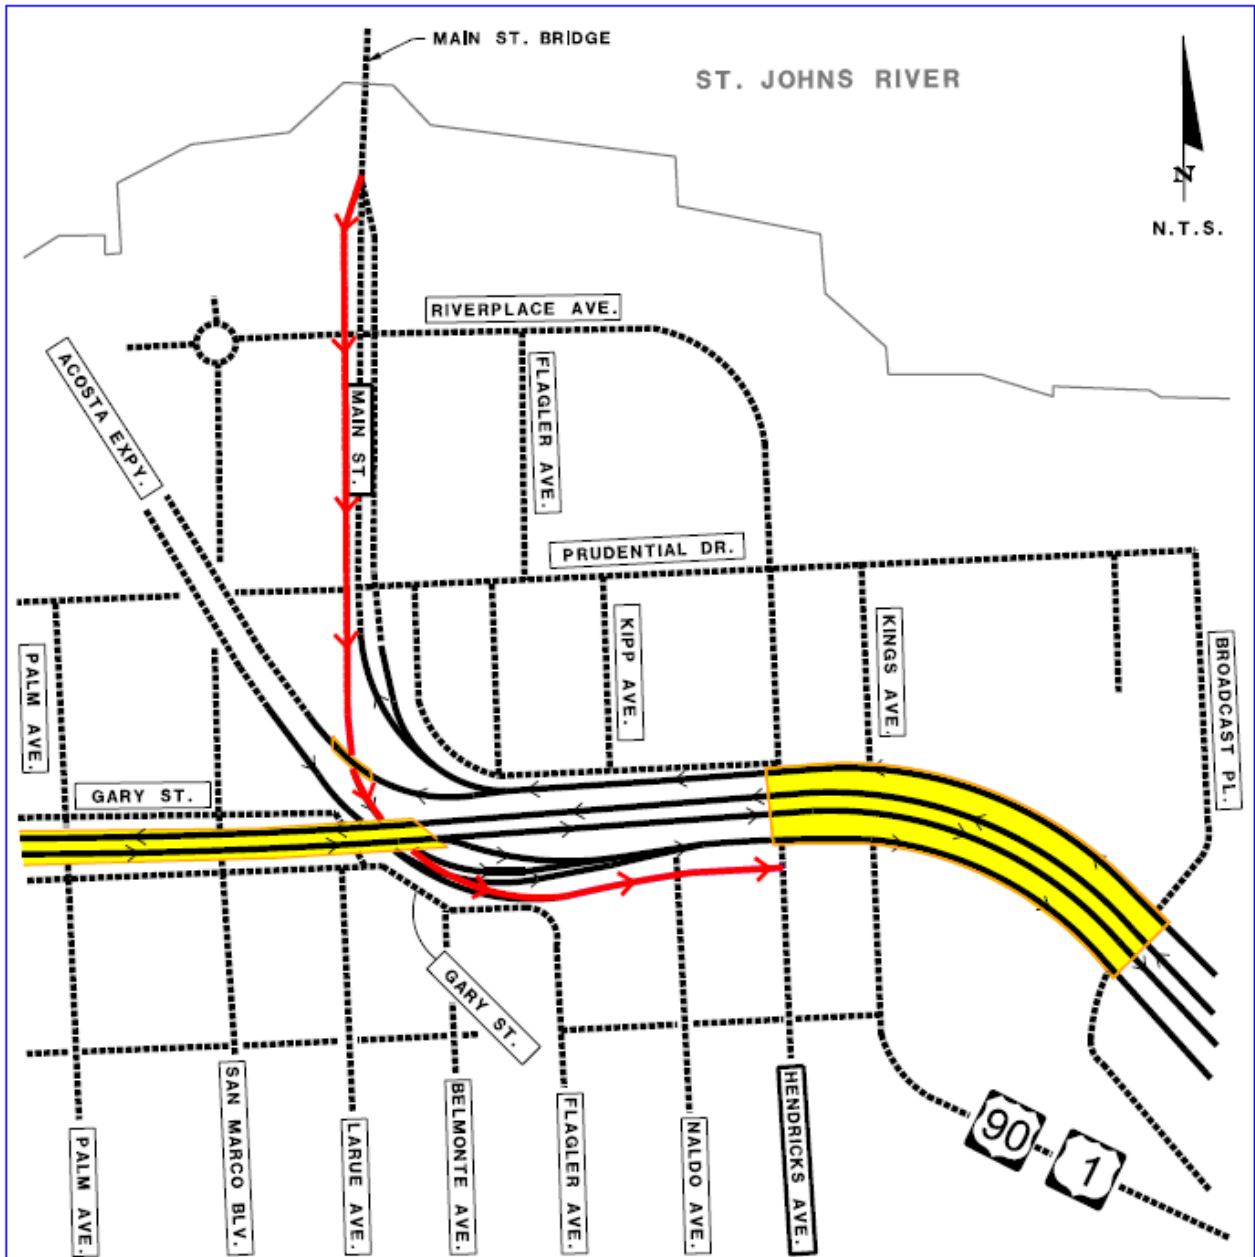 MAIN ST. BRIDGE
ST. JOHNS RIVER
N
N.T.S.
RIVERPLACE AVE.
ACOSTA EXPY.
FLAGLER AVE.
MAIN ST.
PRUDENTIAL DR.
PALM AVE.
KIPP AVE.
KINGS AVE.
BROADCAST PL.
GARY ST.
GARY ST.
PALM AVE.
SAN MARCO BLV.
LARUE AVE.
BELMONTE AVE.
FLAGLER AVE.
NALDO AVE.
HENDRICKS AVE.
90
1